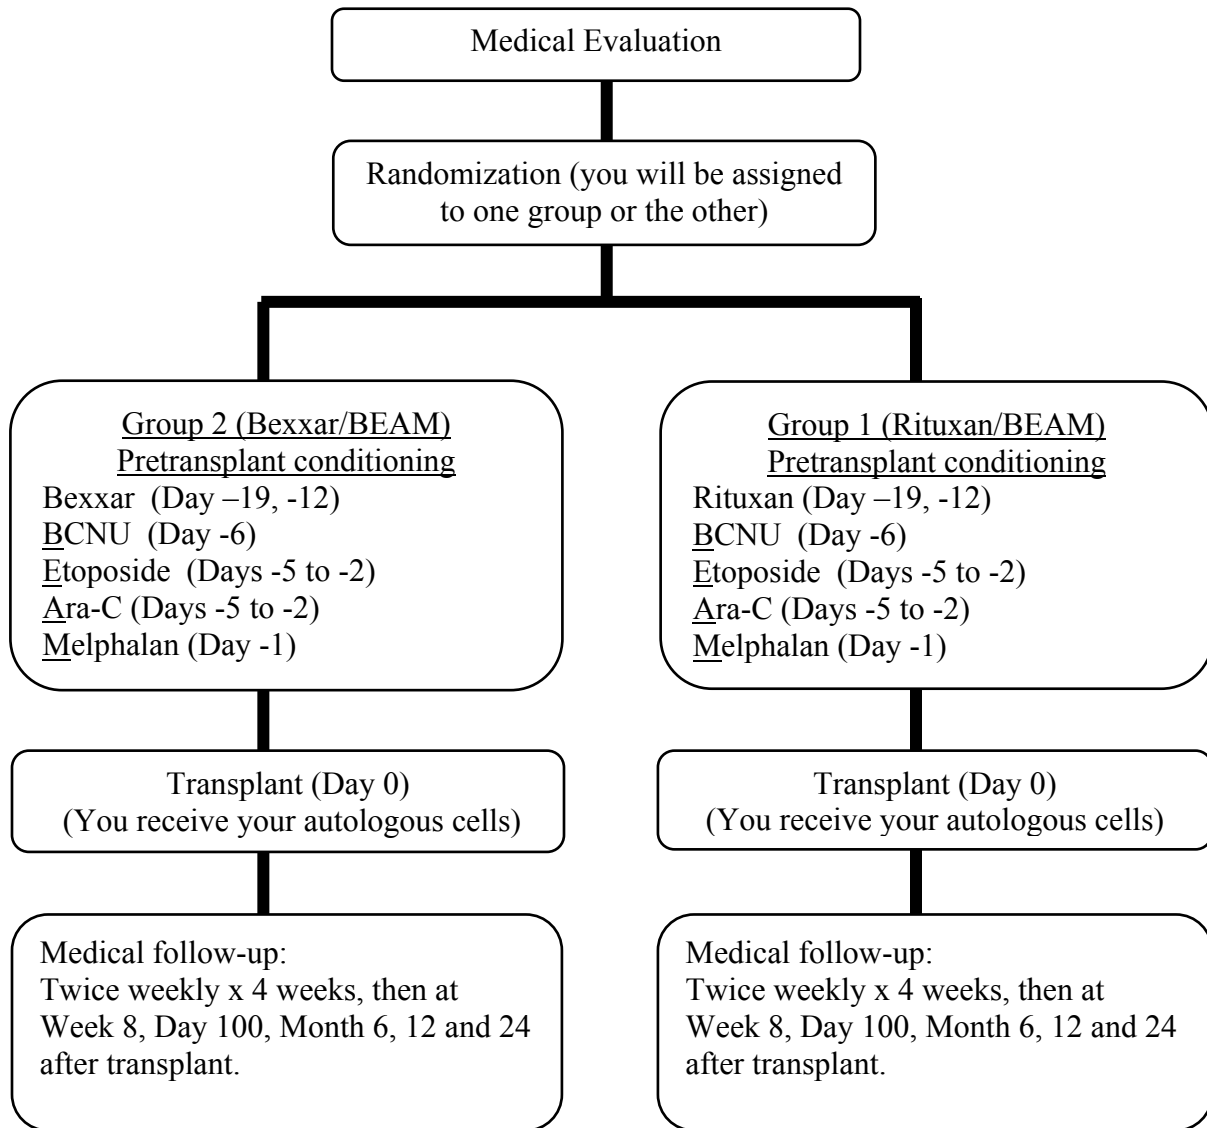 Medical Evaluation
Randomization (you will be assigned
to one group or the other)
Group 2 (Bexxar/BEAM)
Pretransplant conditioning
Bexxar  (Day –19, -12)
BCNU  (Day -6)
Etoposide  (Days -5 to -2)
Ara-C (Days -5 to -2)
Melphalan (Day -1)
Group 1 (Rituxan/BEAM)
Pretransplant conditioning
Rituxan (Day –19, -12)
BCNU  (Day -6)
Etoposide  (Days -5 to -2)
Ara-C (Days -5 to -2)
Melphalan (Day -1)
Transplant (Day 0)
(You receive your autologous cells)
Transplant (Day 0)
(You receive your autologous cells)
Medical follow-up:
Twice weekly x 4 weeks, then at
Week 8, Day 100, Month 6, 12 and 24
after transplant.
Medical follow-up:
Twice weekly x 4 weeks, then at
Week 8, Day 100, Month 6, 12 and 24
after transplant.